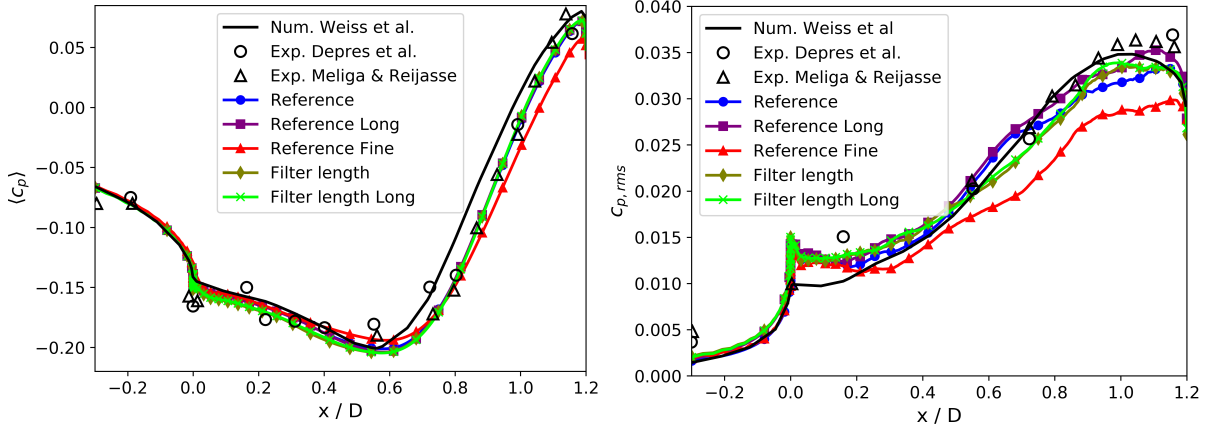 ⟨c_p⟩
0.05
0.00
−0.05
−0.10
−0.15
−0.20
Num. Weiss et al.
Exp. Depres et al.
Exp. Meliga & Reijasse
Reference
Reference Long
Reference Fine
Filter length
Filter length Long
−0.2 0.0 0.2 0.4 0.6 0.8 1.0 1.2
x / D
c_{p,rms}
0.040
0.035
0.030
0.025
0.020
0.015
0.010
0.005
0.000
Num. Weiss et al
Exp. Depres et al.
Exp. Meliga & Reijasse
Reference
Reference Long
Reference Fine
Filter length
Filter length Long
−0.2 0.0 0.2 0.4 0.6 0.8 1.0 1.2
x / D